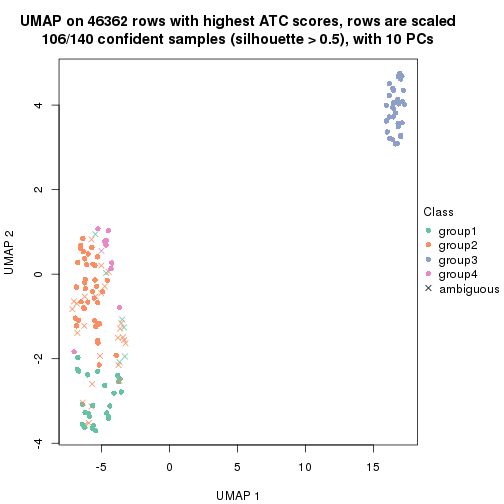 UMAP on 46362 rows with highest ATC scores, rows are scaled
106/140 confident samples (silhouette > 0.5), with 10 PCs
4
2
0
-2
-4
UMAP 2
-5
0
5
10
15
UMAP 1
Class
group1
group2
group3
group4
ambiguous